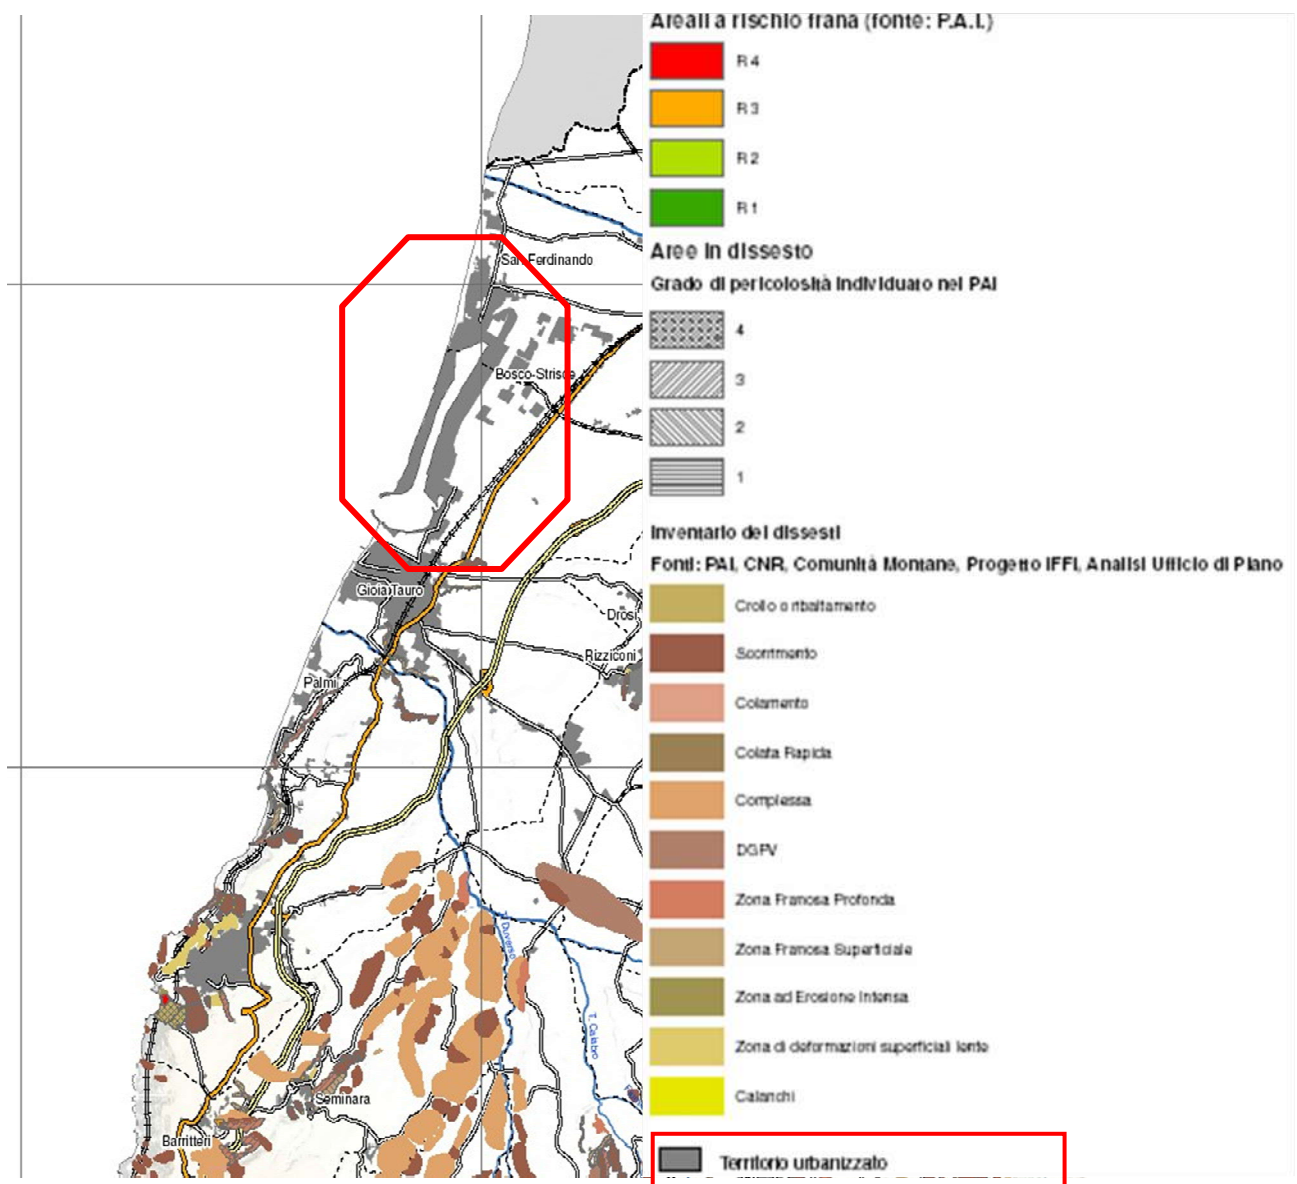 Areali a rischio frana (fonte: P.A.I.)
R4
R3
R2
R1
Aree in dissesto
Grado di pericolosità individuato nel PAI
4
3
2
1
Inventario dei dissesti
Fonti: PAI, CNR, Comunità Montane, Progetto IFFI, Analisi Ufficio di Piano
Crollo o ribaltamento
Scorrimento
Colamento
Colata Rapida
Complessa
DGPV
Zona Franosa Profonda
Zona Franosa Superficiale
Zona ad Erosione Intensa
Zona di deformazioni superficiali lente
Calanchi
Territorio urbanizzato
San Ferdinando
Bosco-Strisce
Gioia Tauro
Drosi
Rizziconi
Palmi
T. Duverso
T. Calabro
Seminara
Barritteri